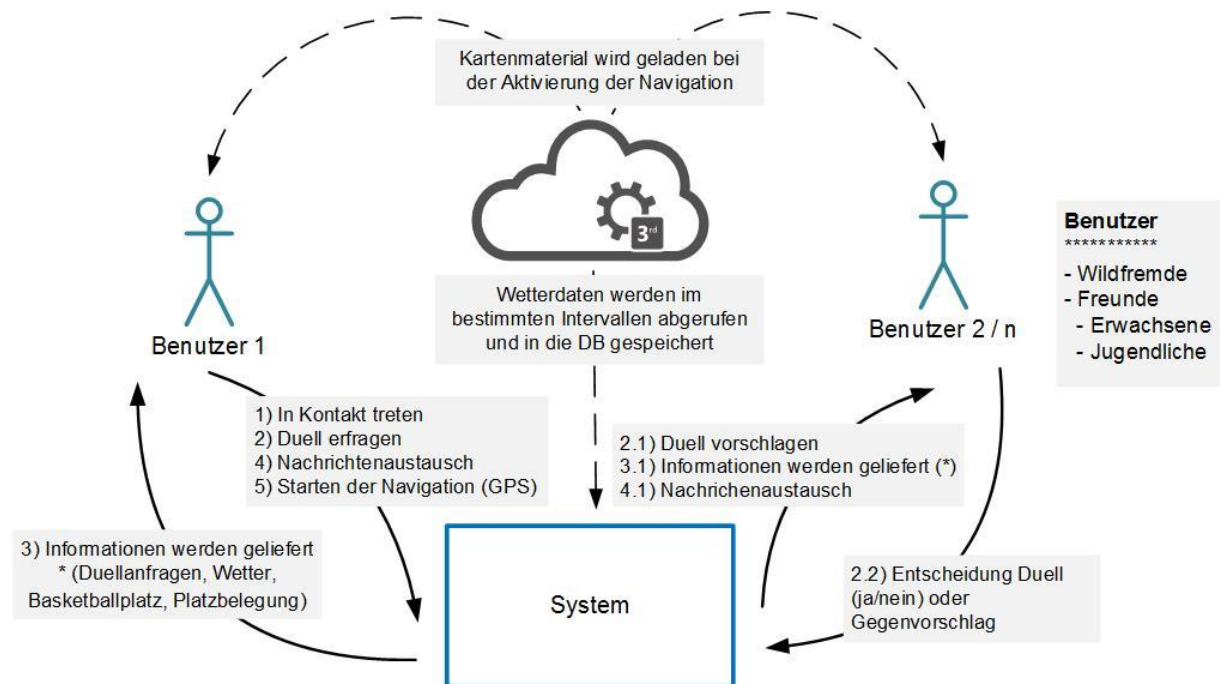 Kartenmaterial wird geladen bei
der Aktivierung der Navigation
3rd
Wetterdaten werden im
bestimmten Intervallen abgerufen
und in die DB gespeichert
Benutzer 1
Benutzer 2 / n
Benutzer
***********
- Wildfremde
- Freunde
- Erwachsene
- Jugendliche
1) In Kontakt treten
2) Duell erfragen
4) Nachrichtenaustausch
5) Starten der Navigation (GPS)
2.1) Duell vorschlagen
3.1) Informationen werden geliefert (*)
4.1) Nachrichenaustausch
3) Informationen werden geliefert
* (Duellanfragen, Wetter,
Basketballplatz, Platzbelegung)
System
2.2) Entscheidung Duell
(ja/nein) oder
Gegenvorschlag